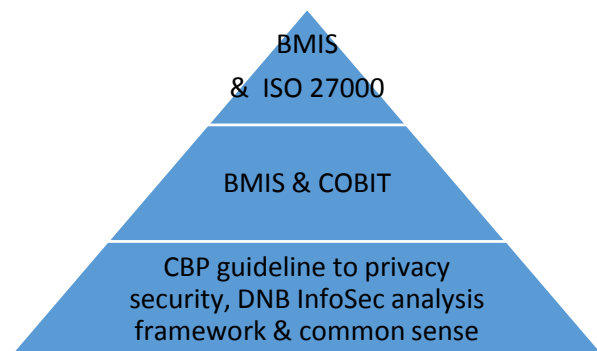 BMIS
& ISO 27000
BMIS & COBIT
CBP guideline to privacy
security, DNB InfoSec analysis
framework & common sense